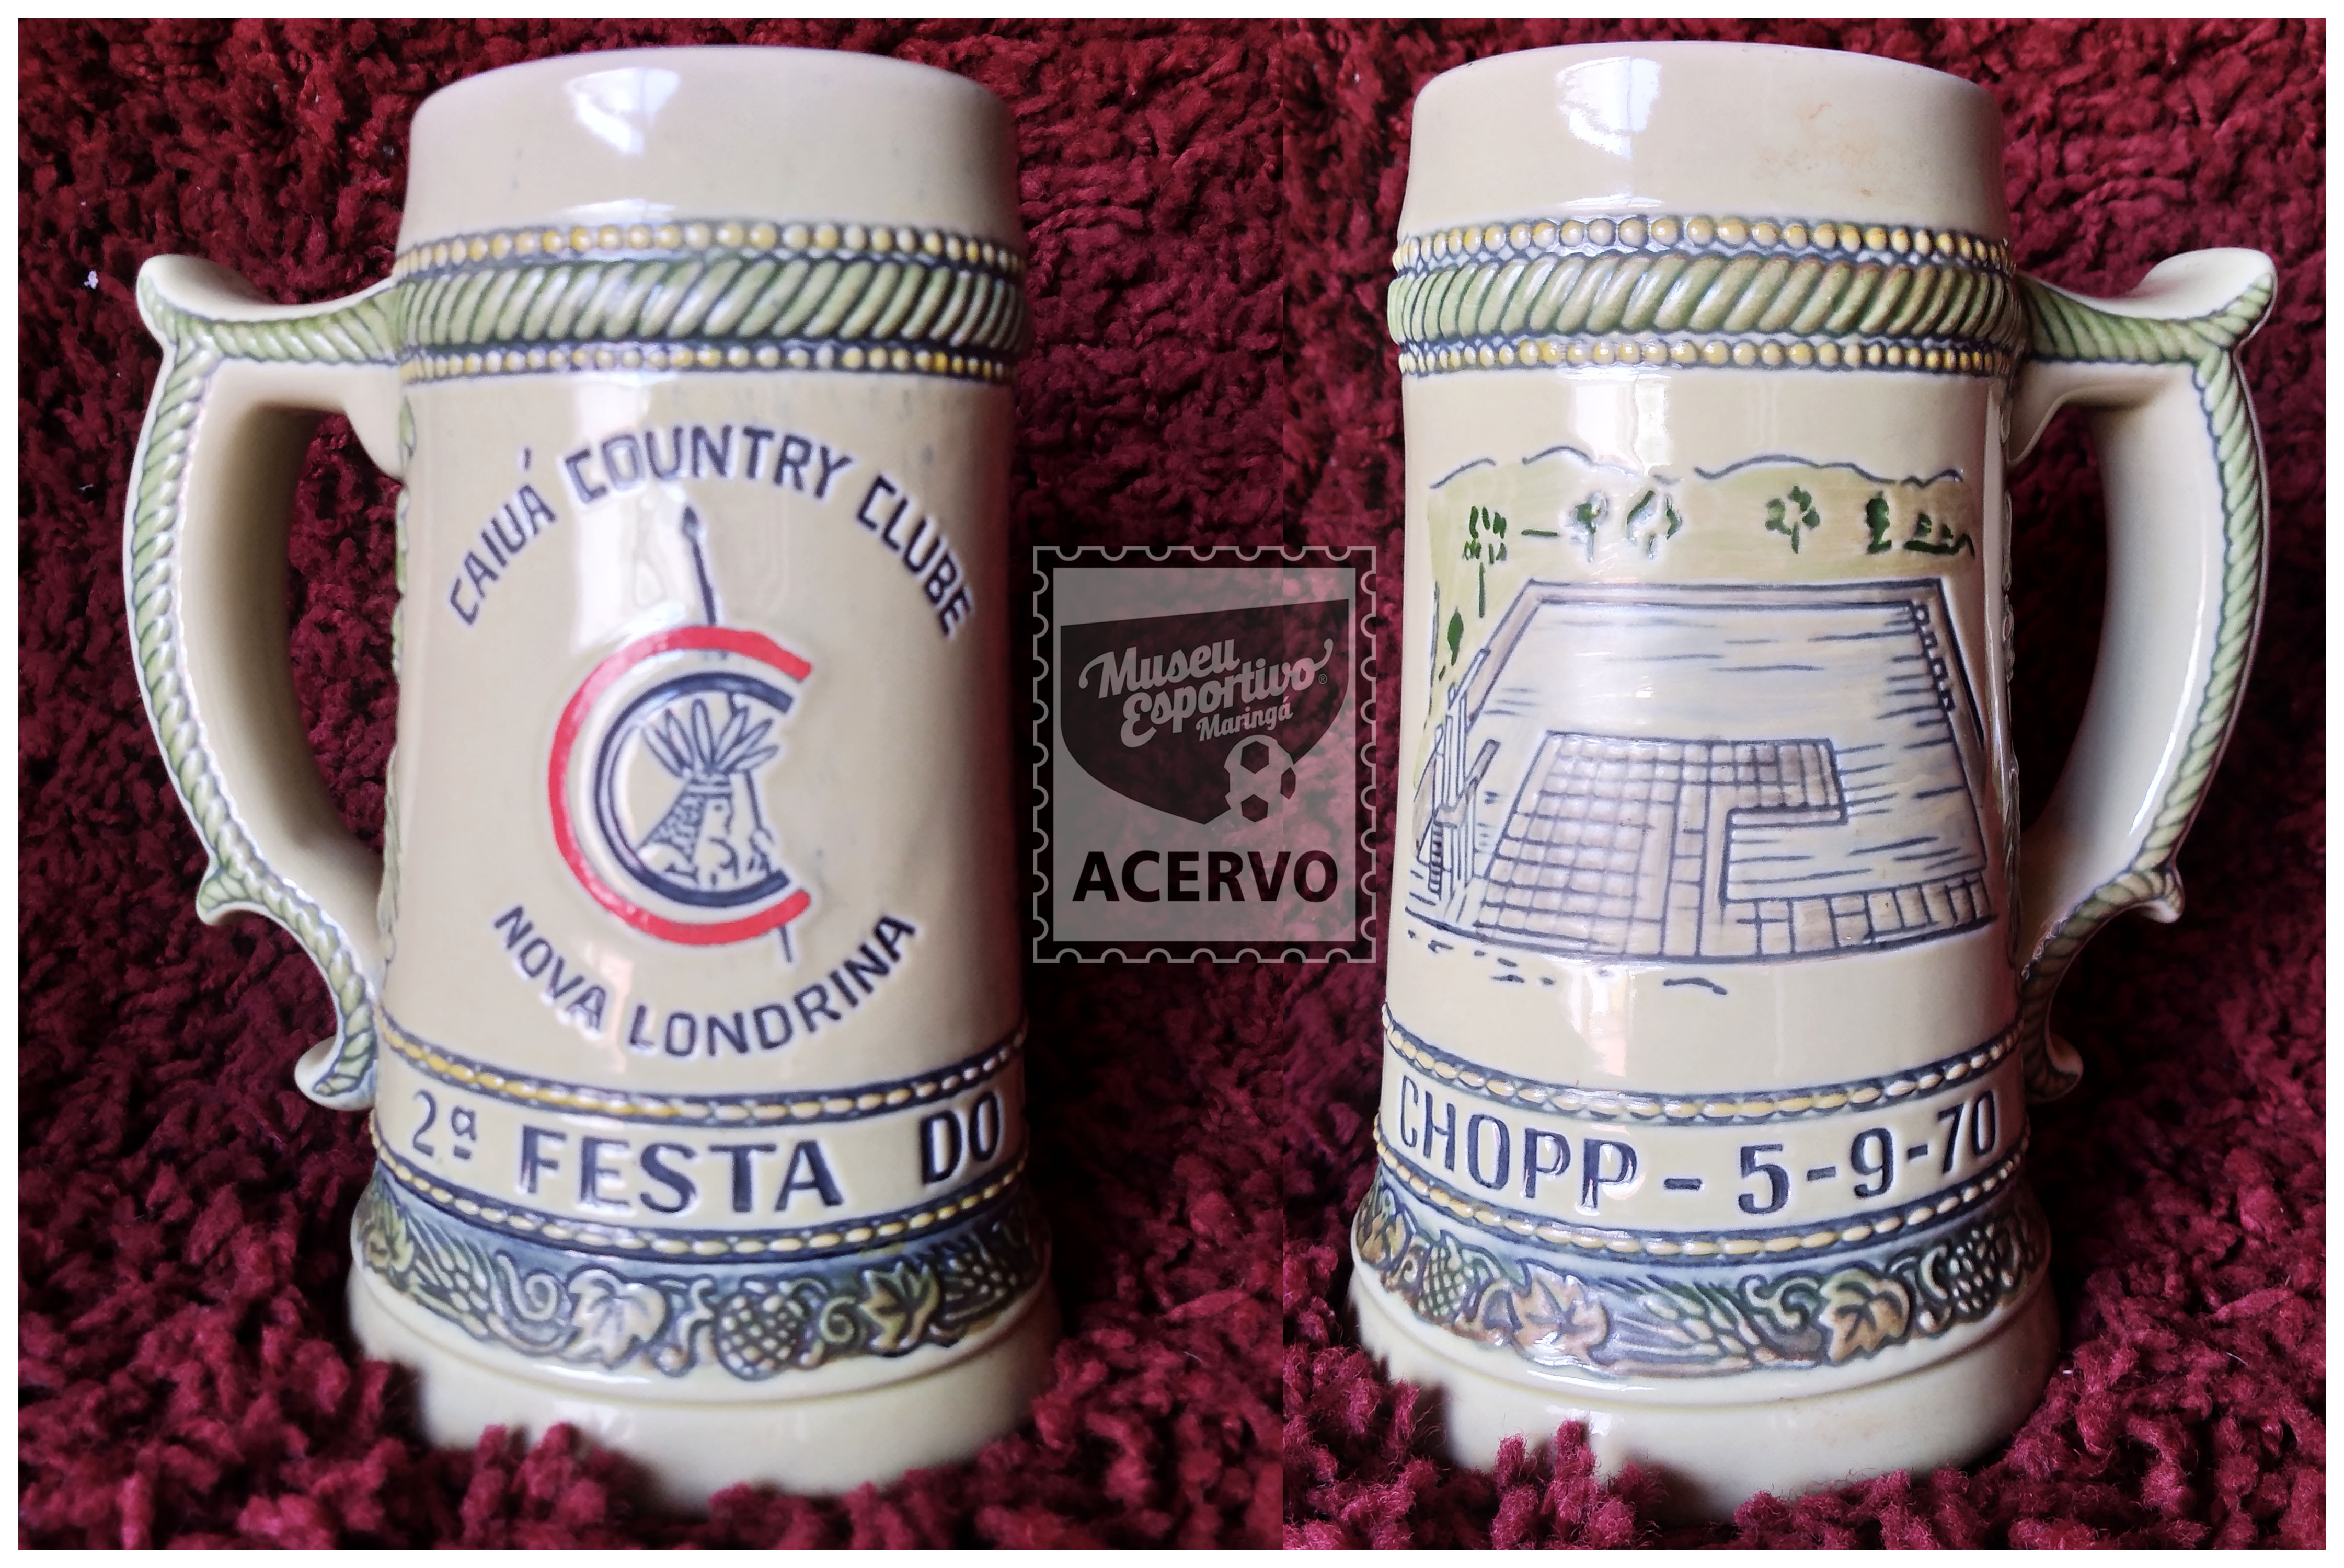 CAIUÁ COUNTRY CLUBE
NOVA LONDRINA
2ª FESTA DO
Museu
Esportivo®
Maringá
ACERVO
CHOPP - 5-9-70